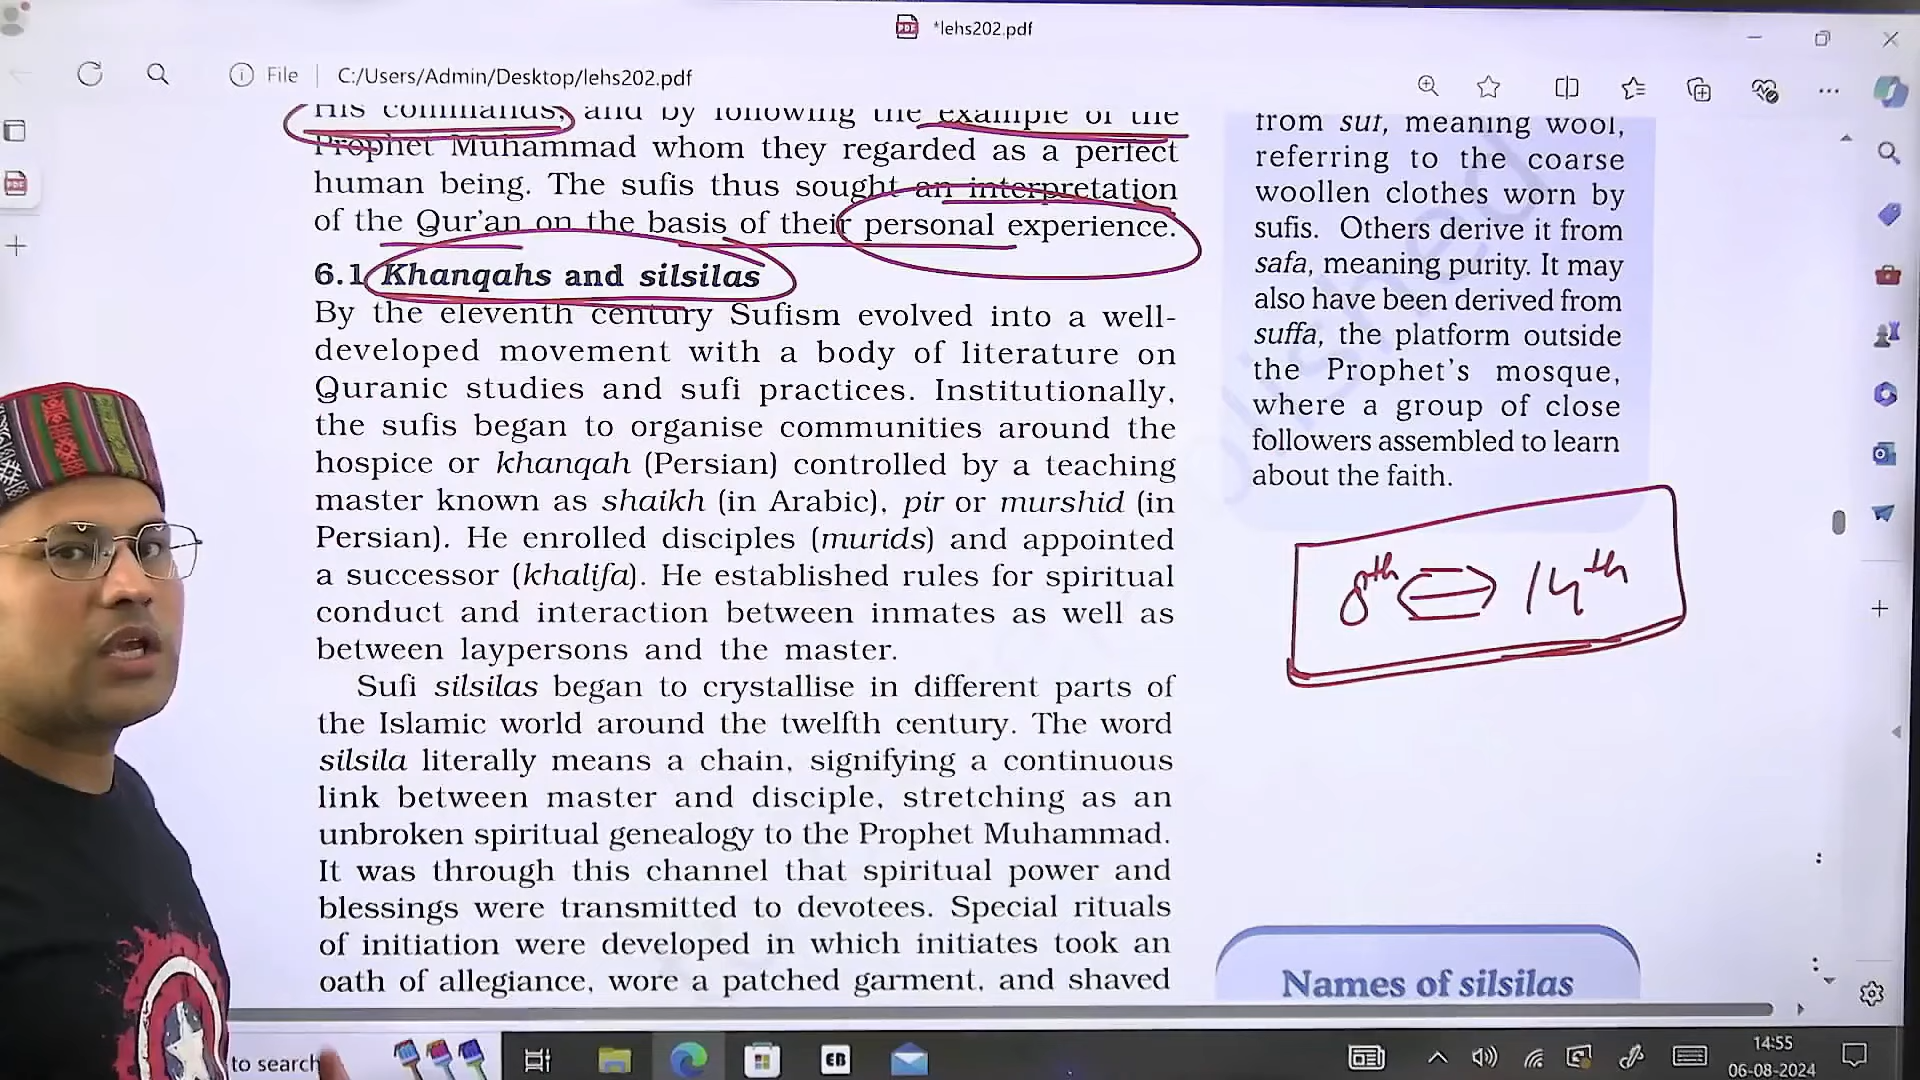 *lehs202.pdf
File C:/Users/Admin/Desktop/lehs202.pdf
His commands, and by following the example of the
Prophet Muhammad whom they regarded as a perfect
human being. The sufis thus sought an interpretation
of the Qur’an on the basis of their personal experience.
6.1 Khanqahs and silsilas
By the eleventh century Sufism evolved into a well-
developed movement with a body of literature on
Quranic studies and sufi practices. Institutionally,
the sufis began to organise communities around the
hospice or khanqah (Persian) controlled by a teaching
master known as shaikh (in Arabic), pir or murshid (in
Persian). He enrolled disciples (murids) and appointed
a successor (khalifa). He established rules for spiritual
conduct and interaction between inmates as well as
between laypersons and the master.
Sufi silsilas began to crystallise in different parts of
the Islamic world around the twelfth century. The word
silsila literally means a chain, signifying a continuous
link between master and disciple, stretching as an
unbroken spiritual genealogy to the Prophet Muhammad.
It was through this channel that spiritual power and
blessings were transmitted to devotees. Special rituals
of initiation were developed in which initiates took an
oath of allegiance, wore a patched garment, and shaved
from suf, meaning wool,
referring to the coarse
woollen clothes worn by
sufis. Others derive it from
safa, meaning purity. It may
also have been derived from
suffa, the platform outside
the Prophet’s mosque,
where a group of close
followers assembled to learn
about the faith.
8th ⇔ 14th
Names of silsilas
to search
EB
14:55
06-08-2024